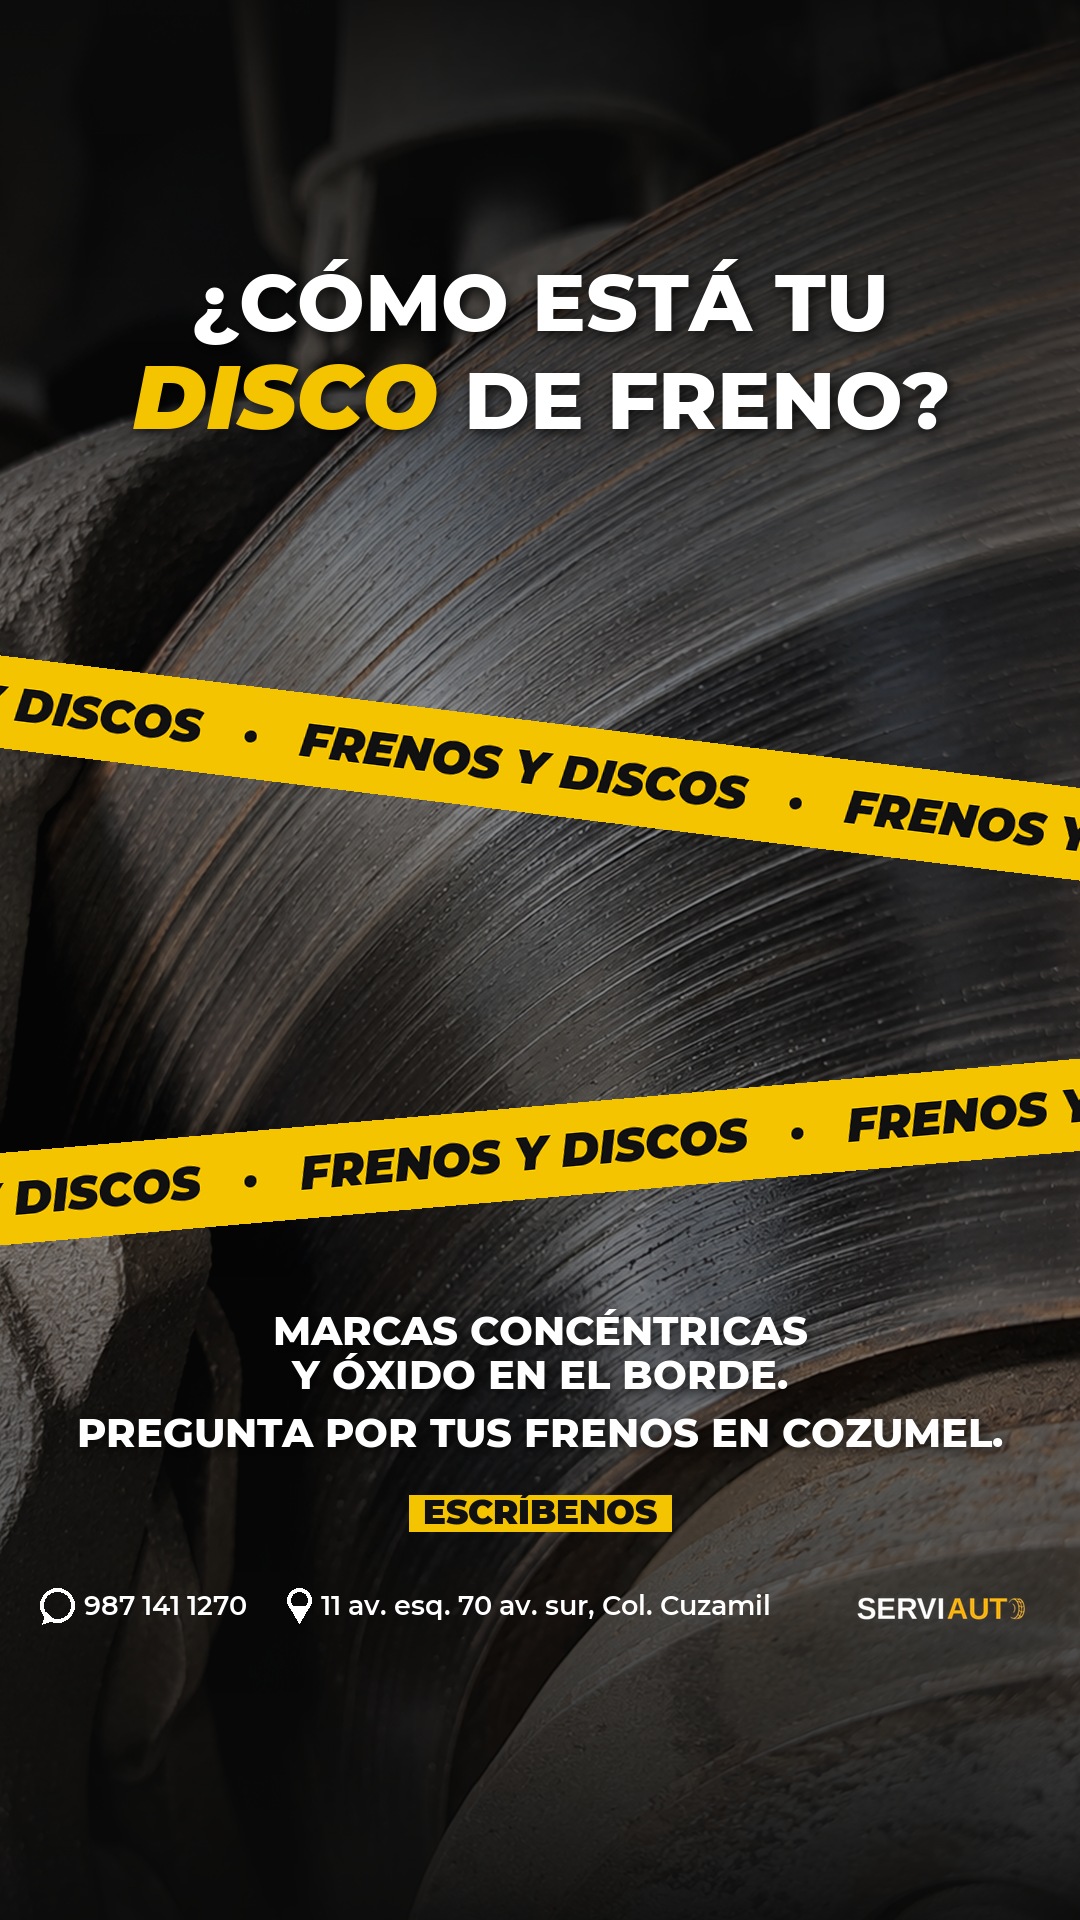 ¿CÓMO ESTÁ TU
DISCO DE FRENO?
Y DISCOS • FRENOS Y DISCOS • FRENOS Y
Y DISCOS • FRENOS Y DISCOS • FRENOS Y
MARCAS CONCÉNTRICAS
Y ÓXIDO EN EL BORDE.
PREGUNTA POR TUS FRENOS EN COZUMEL.
ESCRÍBENOS
987 141 1270 11 av. esq. 70 av. sur, Col. Cuzamil SERVIAUTO